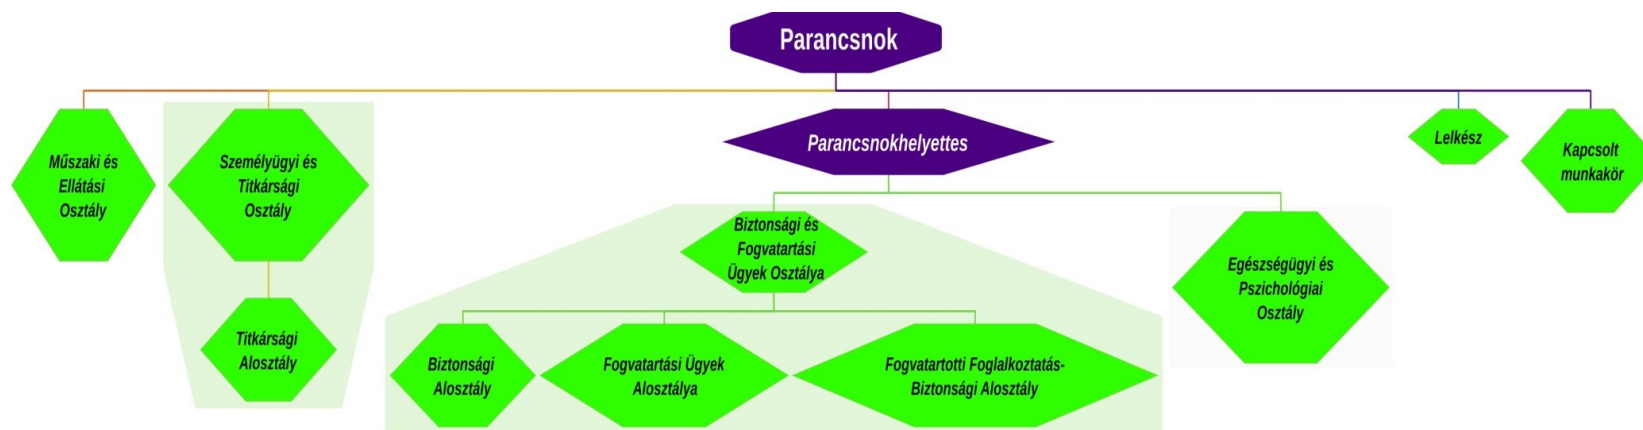 Parancsnok
Műszaki és
Ellátási
Osztály
Személyügyi és
Titkársági
Osztály
Titkársági
Alosztály
Parancsnokhelyettes
Biztonsági és
Fogvatartási
Ügyek Osztálya
Biztonsági
Alosztály
Fogvatartási Ügyek
Alosztálya
Fogvatartotti Foglalkoztatás-
Biztonsági Alosztály
Egészségügyi és
Pszichológiai
Osztály
Lelkész
Kapcsolt
munkakör